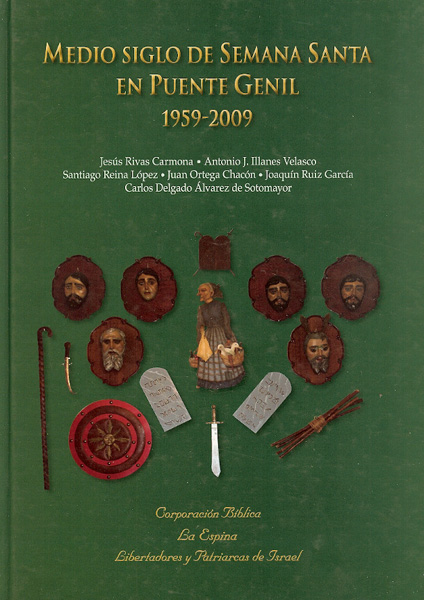 MEDIO SIGLO DE SEMANA SANTA
EN PUENTE GENIL
1959-2009
Jesús Rivas Carmona • Antonio J. Illanes Velasco
Santiago Reina López • Juan Ortega Chacón • Joaquín Ruiz García
Carlos Delgado Álvarez de Sotomayor
Corporación Bíblica
La Espina
Libertadores y Patriarcas de Israel